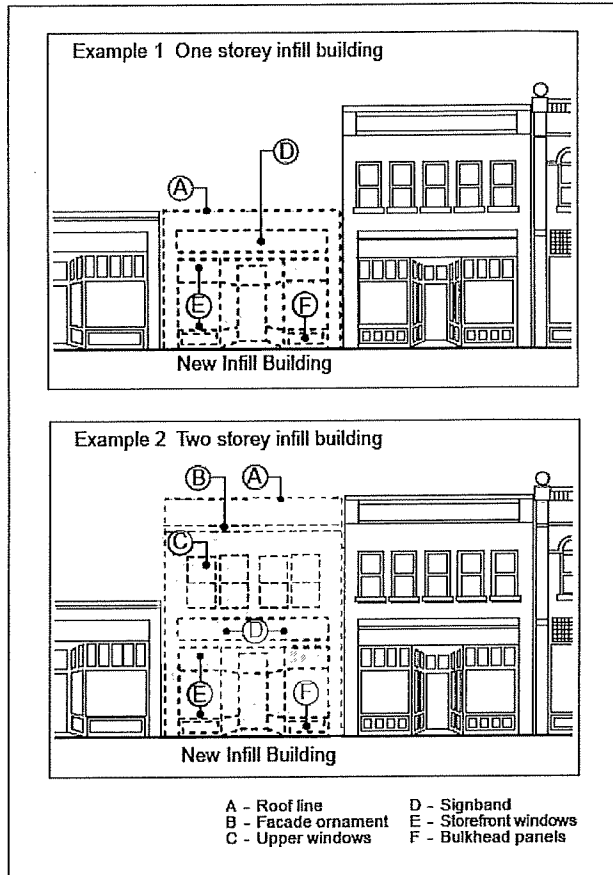 Example 1 One storey infill building
D
A
E
F
New Infill Building
Example 2 Two storey infill building
B
A
C
D
E
F
New Infill Building
A - Roof line
B - Facade ornament
C - Upper windows
D - Signband
E - Storefront windows
F - Bulkhead panels